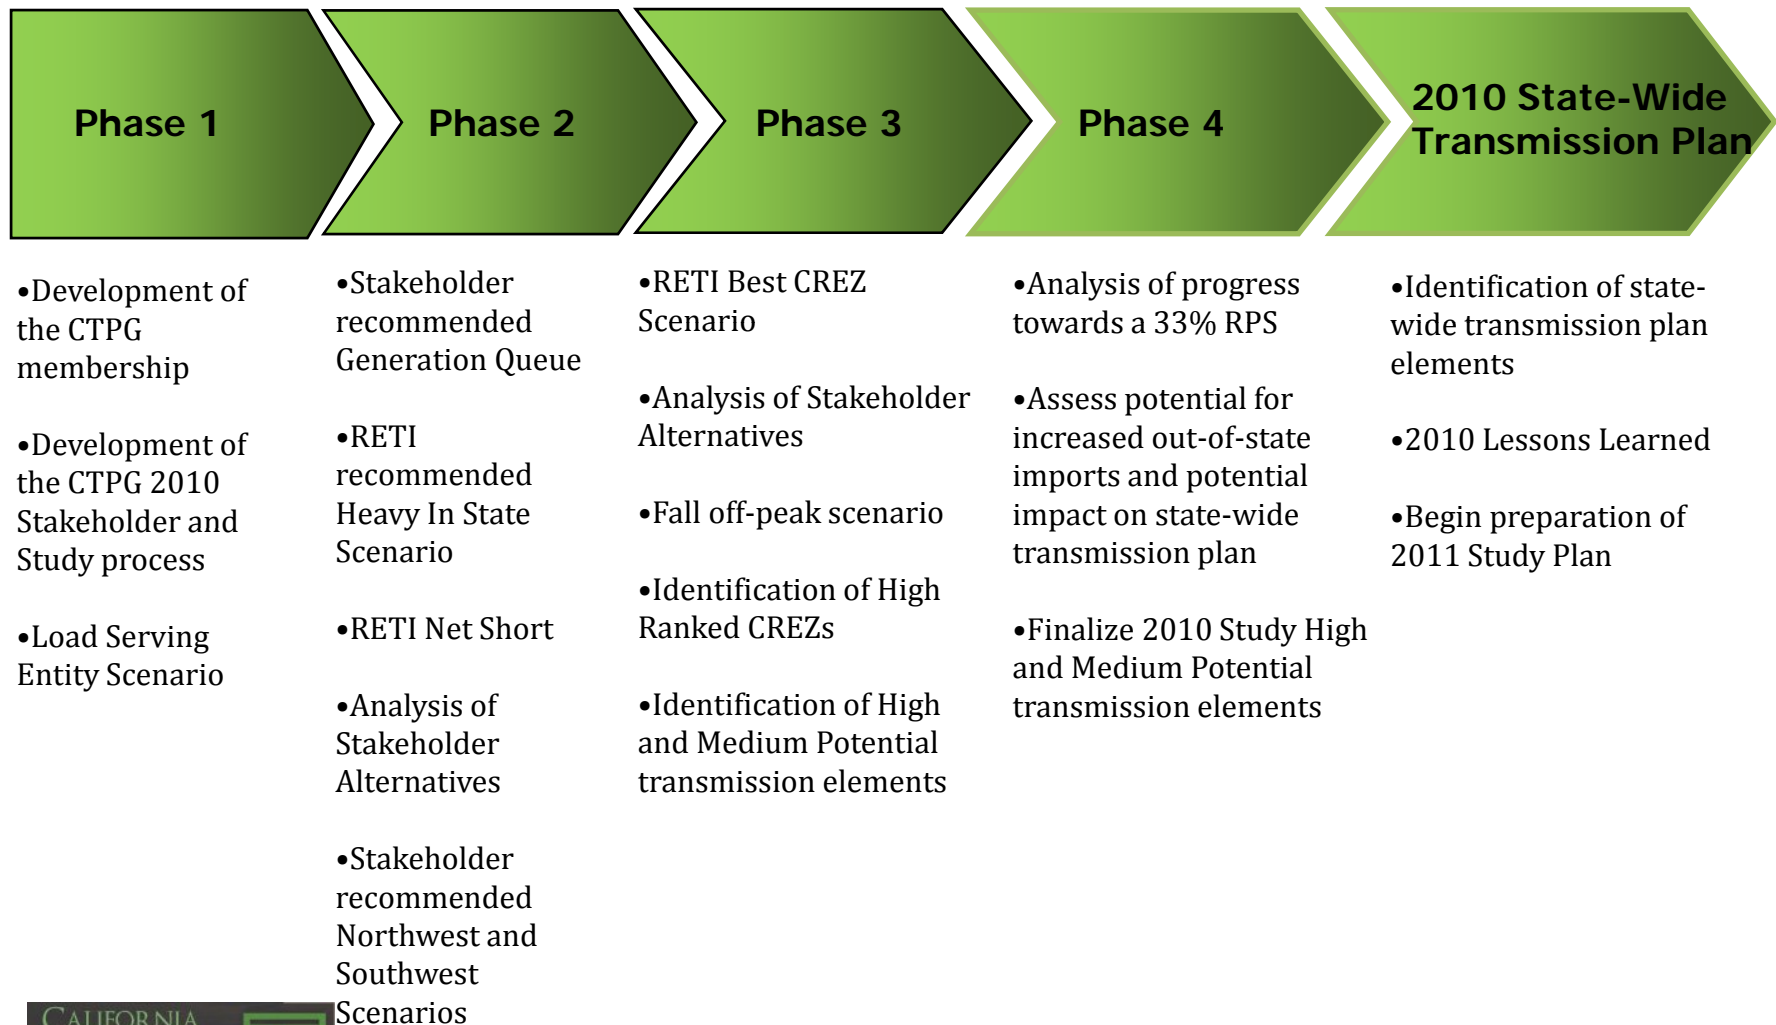 Phase 1
Phase 2
Phase 3
Phase 4
2010 State-Wide
Transmission Plan
•Development of
the CTPG
membership
•Development of
the CTPG 2010
Stakeholder and
Study process
•Load Serving
Entity Scenario
•Stakeholder
recommended
Generation Queue
•RETI
recommended
Heavy In State
Scenario
•RETI Net Short
•Analysis of
Stakeholder
Alternatives
•Stakeholder
recommended
Northwest and
Southwest
Scenarios
•RETI Best CREZ
Scenario
•Analysis of Stakeholder
Alternatives
•Fall off-peak scenario
•Identification of High
Ranked CREZs
•Identification of High
and Medium Potential
transmission elements
•Analysis of progress
towards a 33% RPS
•Assess potential for
increased out-of-state
imports and potential
impact on state-wide
transmission plan
•Finalize 2010 Study High
and Medium Potential
transmission elements
•Identification of state-
wide transmission plan
elements
•2010 Lessons Learned
•Begin preparation of
2011 Study Plan
CALIFORNIA